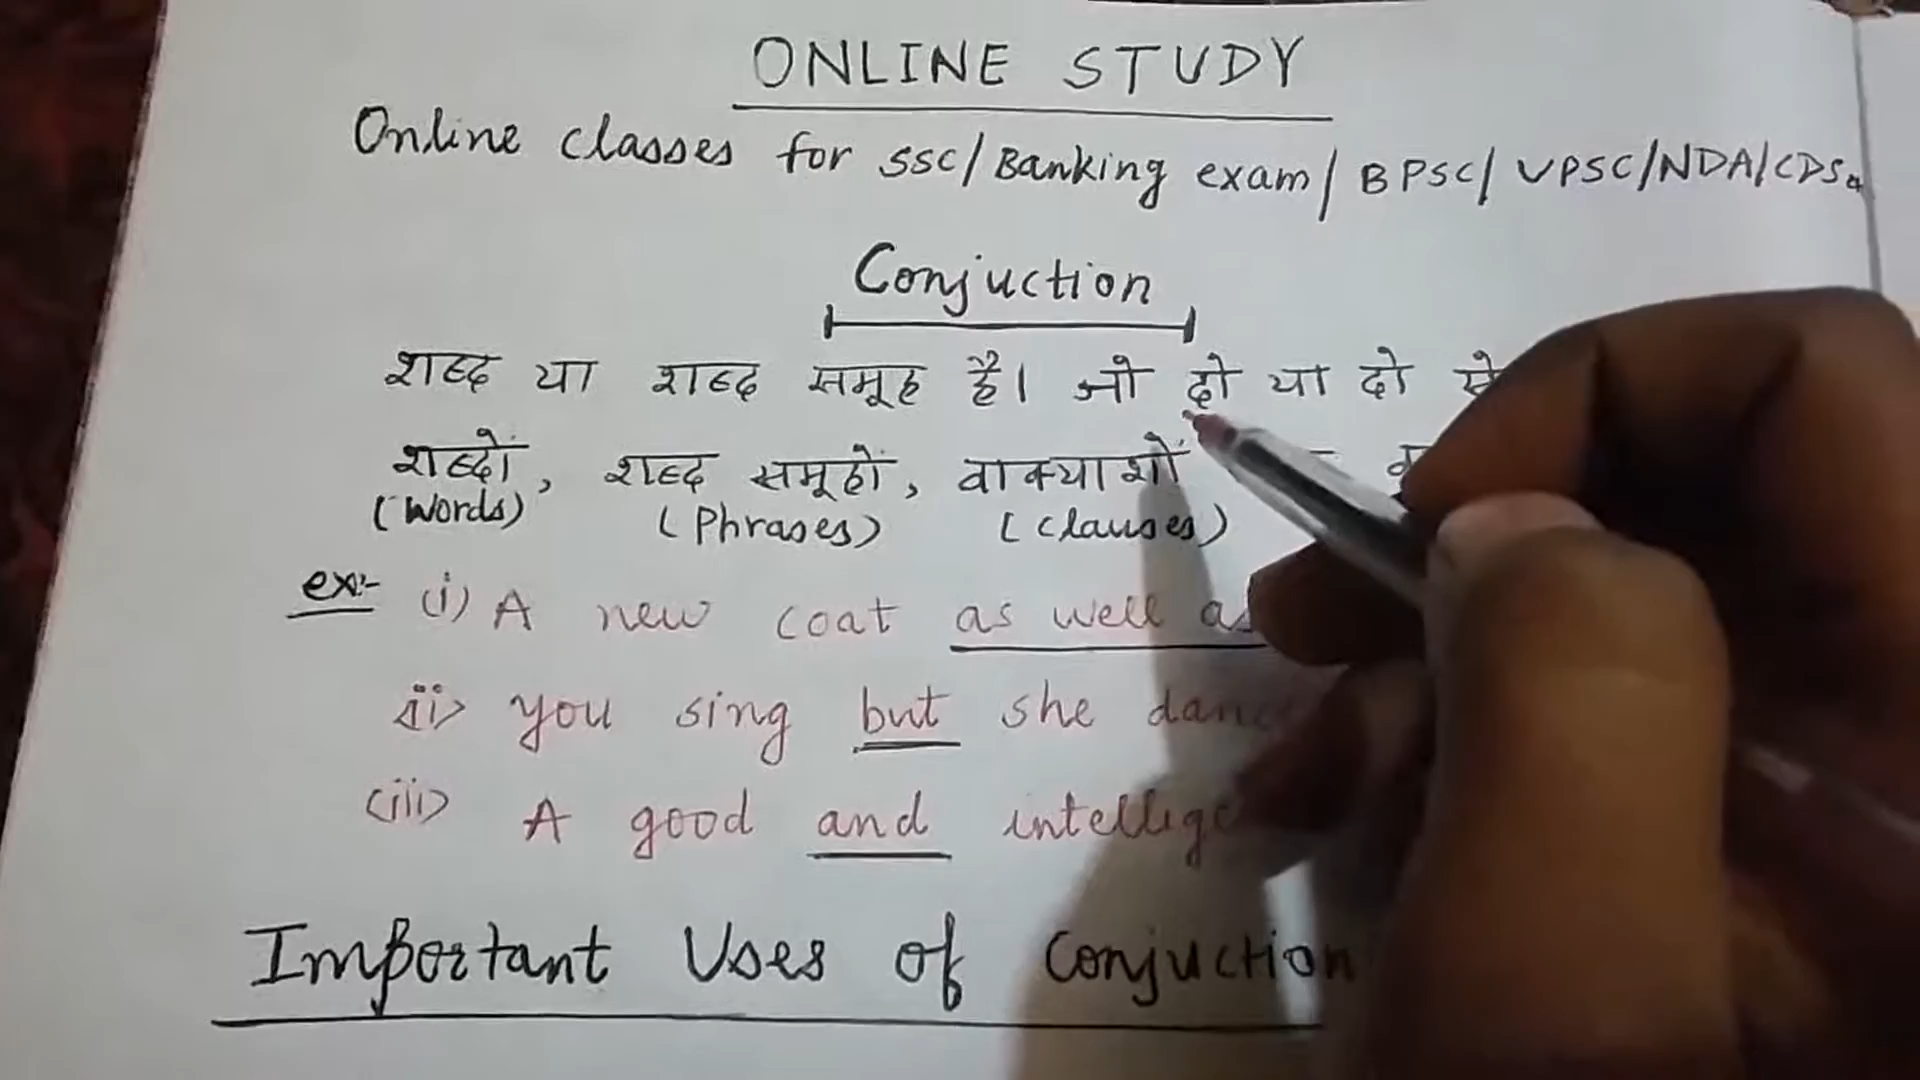 ONLINE STUDY
Online classes for SSC/Banking exam/BPSC/UPSC/NDA/CDS
Conjuction
शब्द या शब्द समूह है। जो दो या दो से
शब्दों, शब्द समूहों, वाक्याशों
(Words) (Phrases) (Clauses)
ex:- (i) A new coat as well as
(ii) you sing but she
(iii) A good and
Important Uses of Conjuction